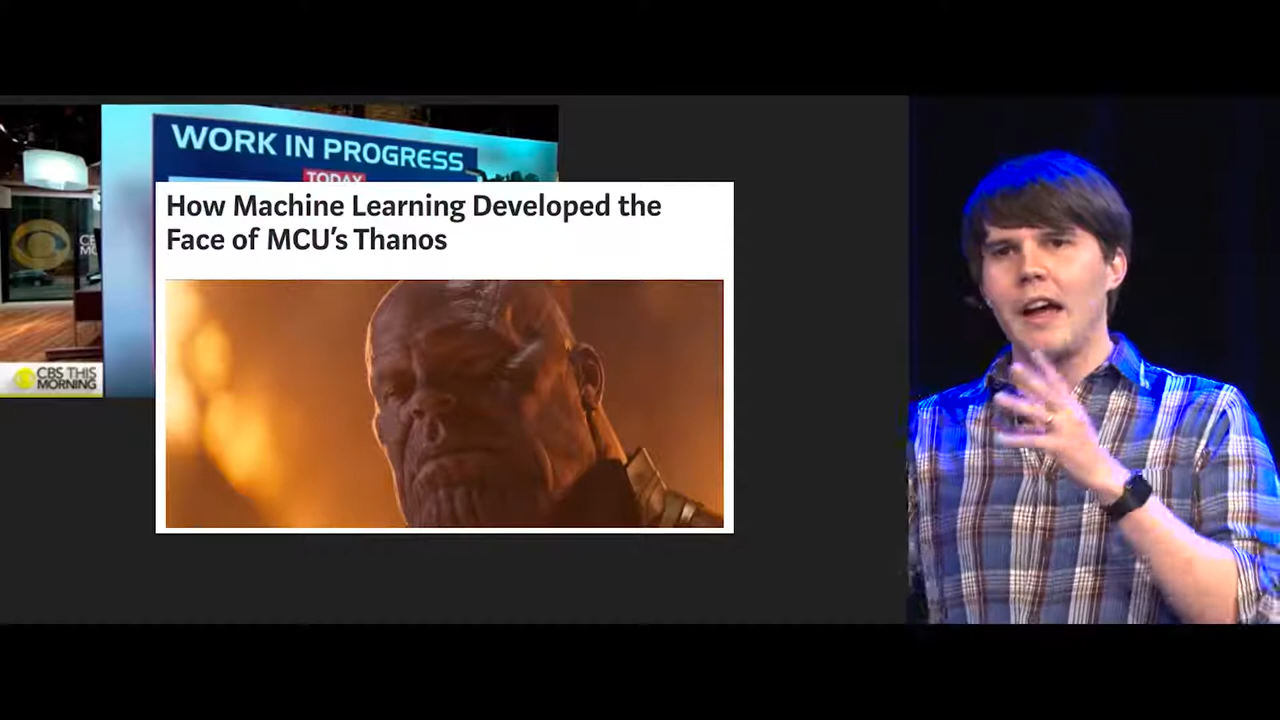 WORK IN PROGRESS
TODAY
How Machine Learning Developed the
Face of MCU's Thanos
CBS THIS
MORNING